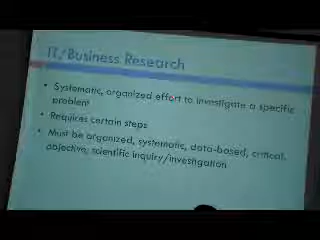 IT/Business Research
• Systematic, organized effort to investigate a specific
problem
• Requires certain steps
• Must be organized, systematic, data-based, critical,
objective, scientific inquiry/investigation